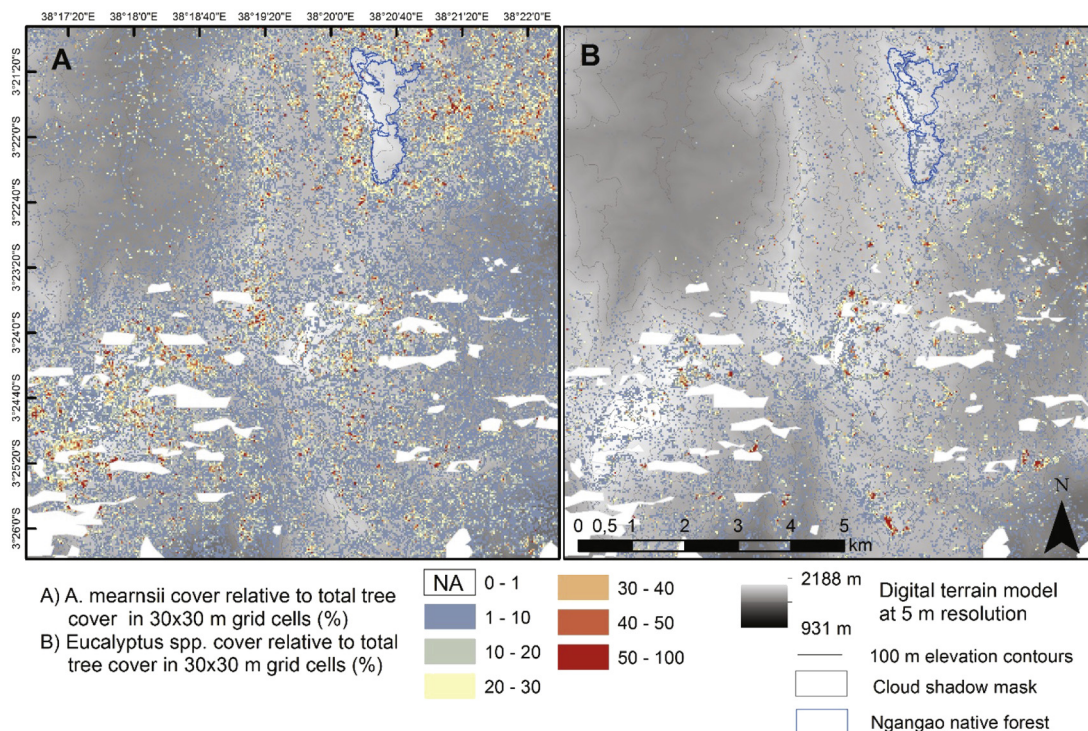 38°17'20"E 38°18'0"E 38°18'40"E 38°19'20"E 38°20'0"E 38°20'40"E 38°21'20"E 38°22'0"E
A
B
3°21'20"S
3°22'0"S
3°22'40"S
3°23'20"S
3°24'0"S
3°24'40"S
3°25'20"S
3°26'0"S
N
0 0,5 1 2 3 4 5
km
A) A. mearnsii cover relative to total tree
cover in 30x30 m grid cells (%)
B) Eucalyptus spp. cover relative to total
tree cover in 30x30 m grid cells (%)
NA 0 - 1
1 - 10
10 - 20
20 - 30
30 - 40
40 - 50
50 - 100
2188 m
931 m
Digital terrain model
at 5 m resolution
100 m elevation contours
Cloud shadow mask
Ngangao native forest